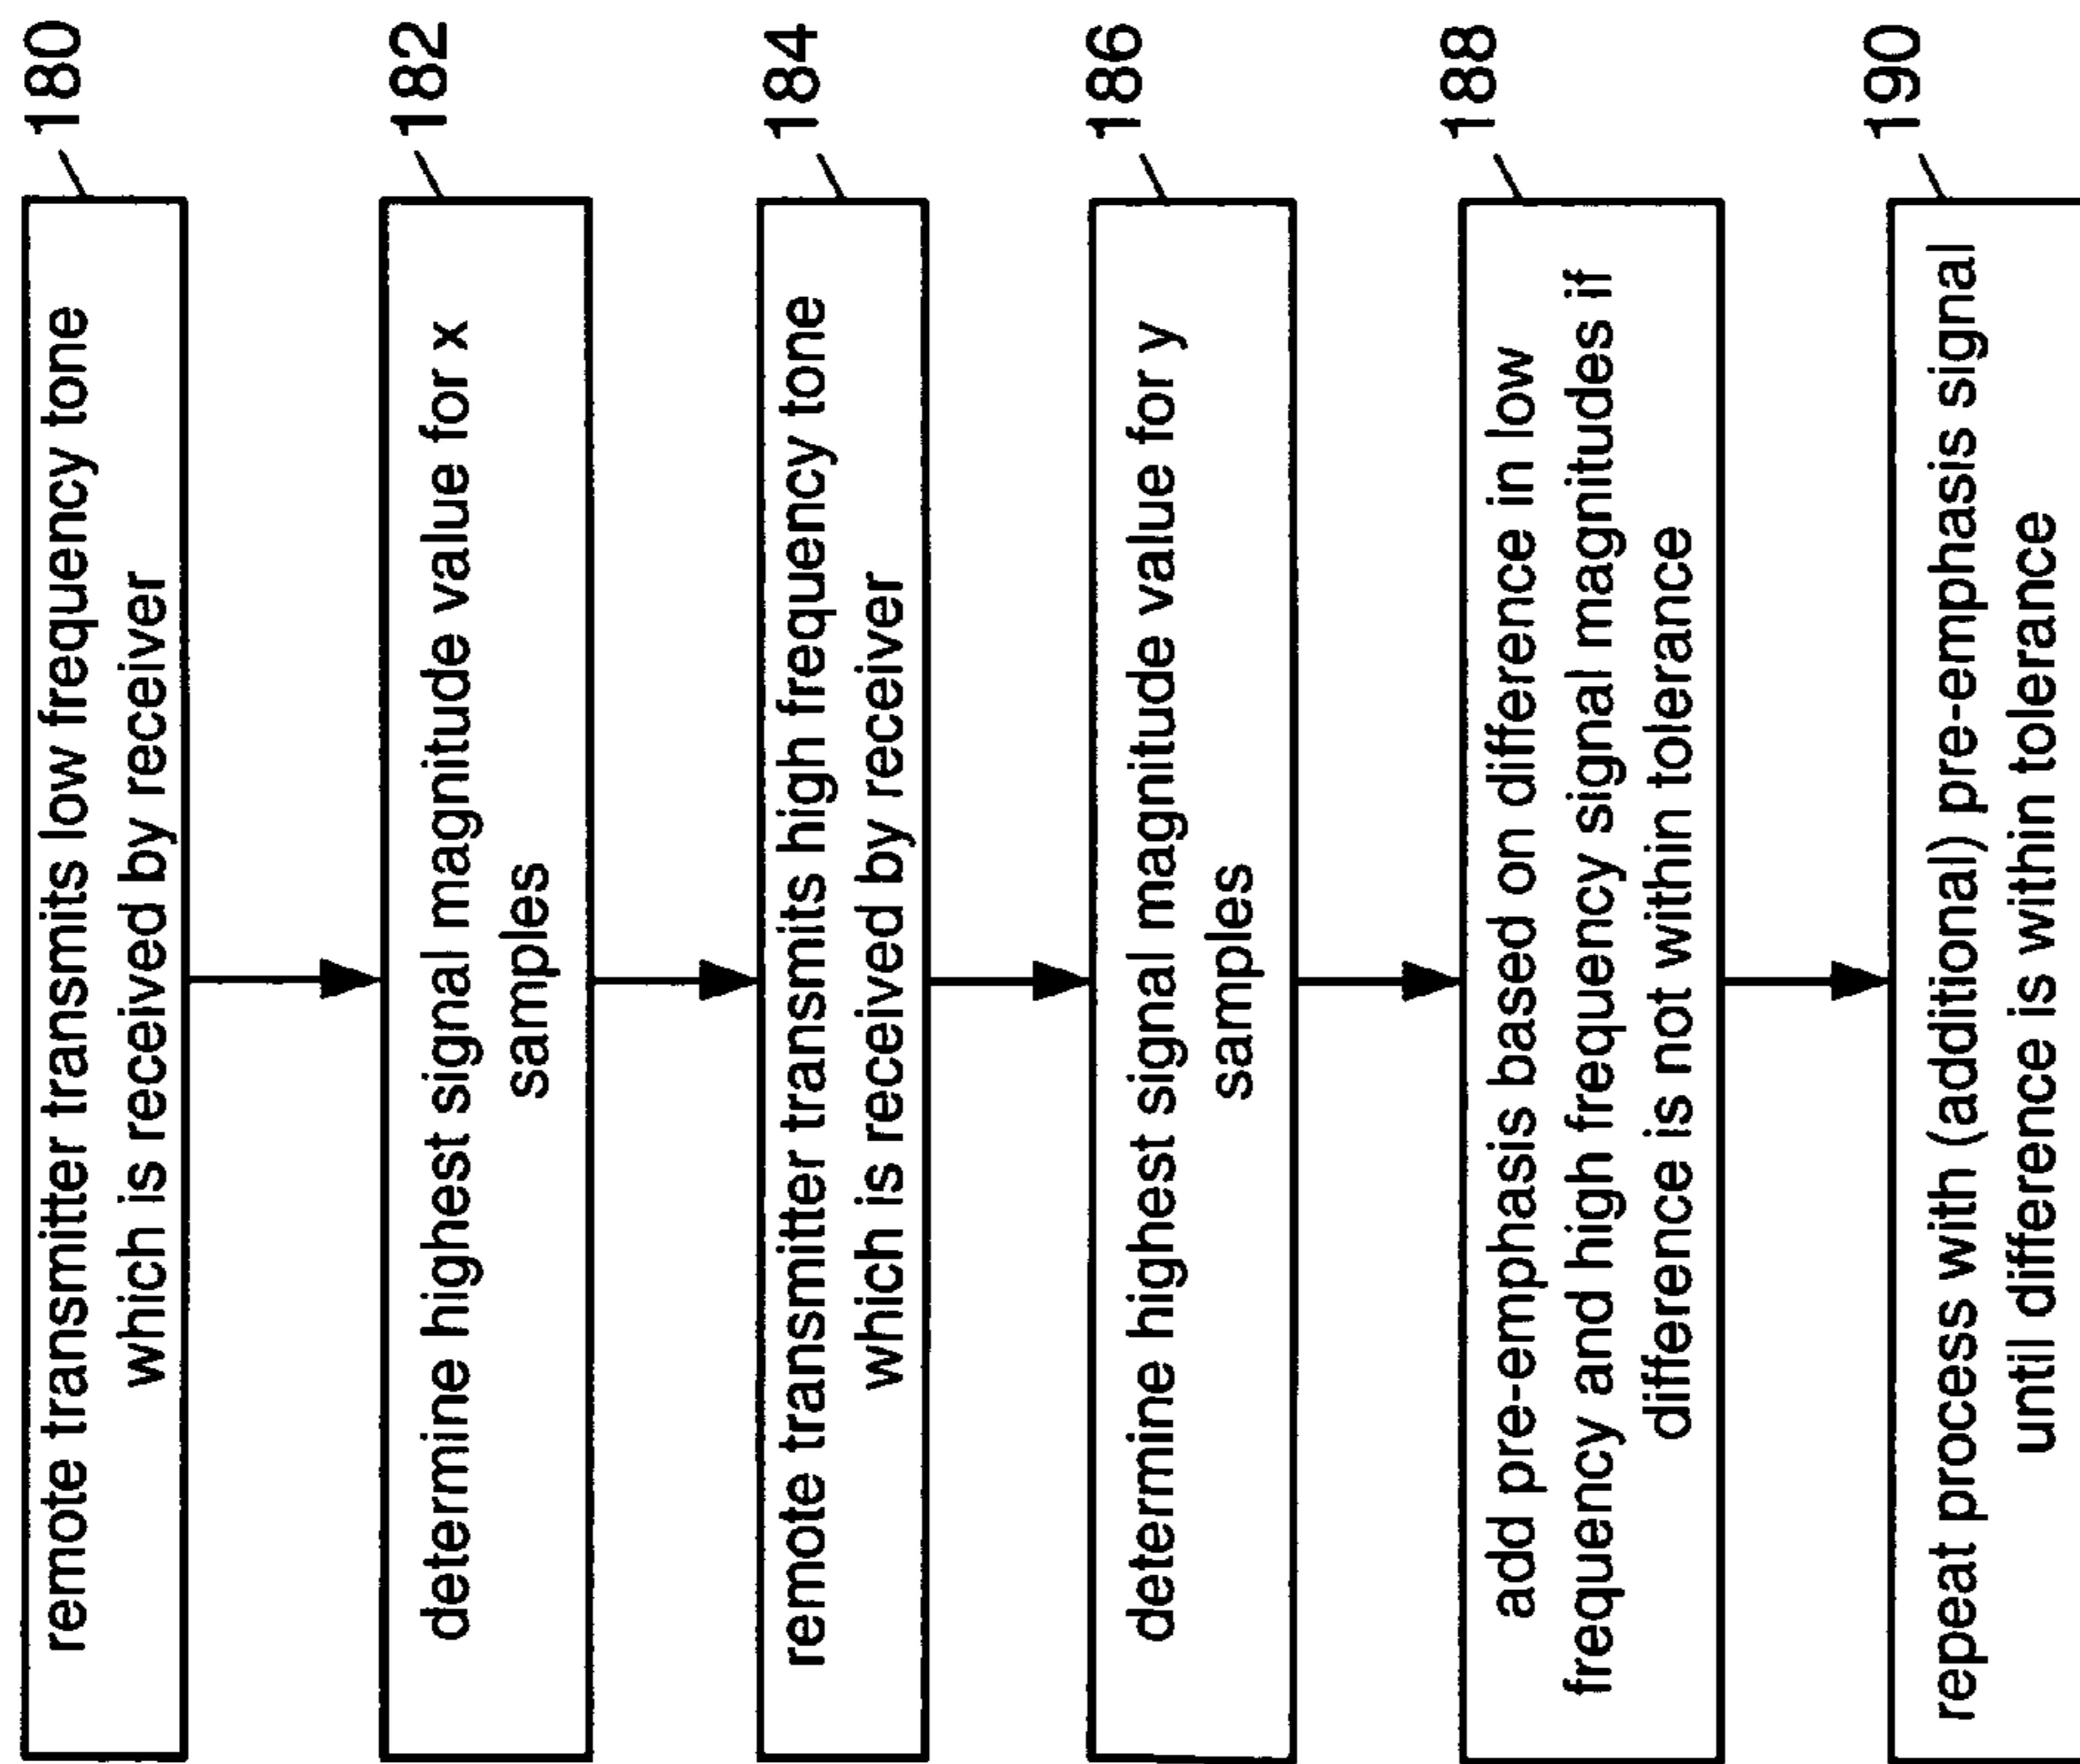 180
remote transmitter transmits low frequency tone
which is received by receiver
182
determine highest signal magnitude value for x
samples
184
remote transmitter transmits high frequency tone
which is received by receiver
186
determine highest signal magnitude value for y
samples
188
add pre-emphasis based on difference in low
frequency and high frequency signal magnitudes if
difference is not within tolerance
190
repeat process with (additional) pre-emphasis signal
until difference is within tolerance